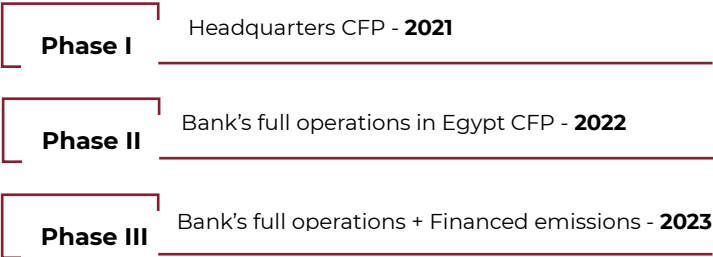 Phase I
Headquarters CFP - 2021
Phase II
Bank’s full operations in Egypt CFP - 2022
Phase III
Bank’s full operations + Financed emissions - 2023